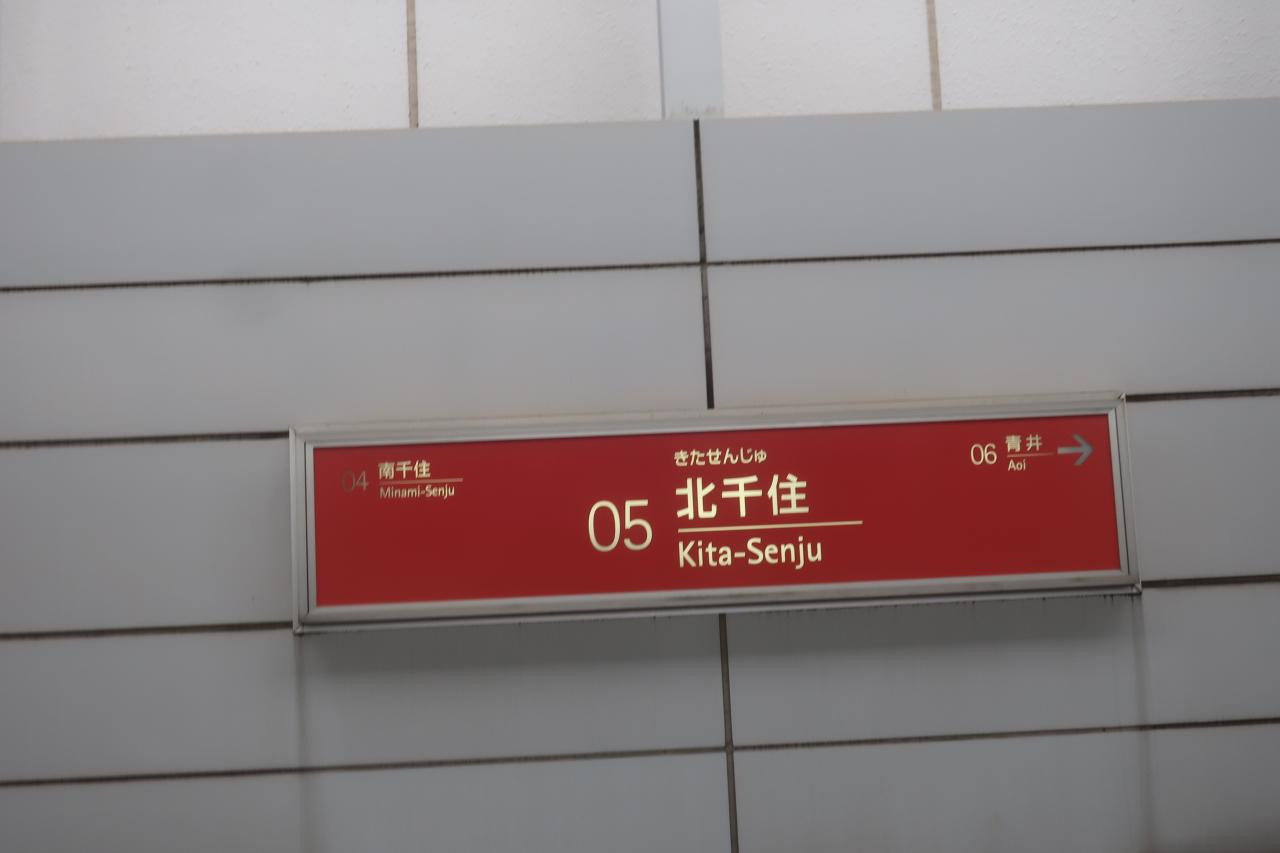 04 南千住
Minami-Senju
きたせんじゅ
05 北千住
Kita-Senju
06 青井 →
Aoi